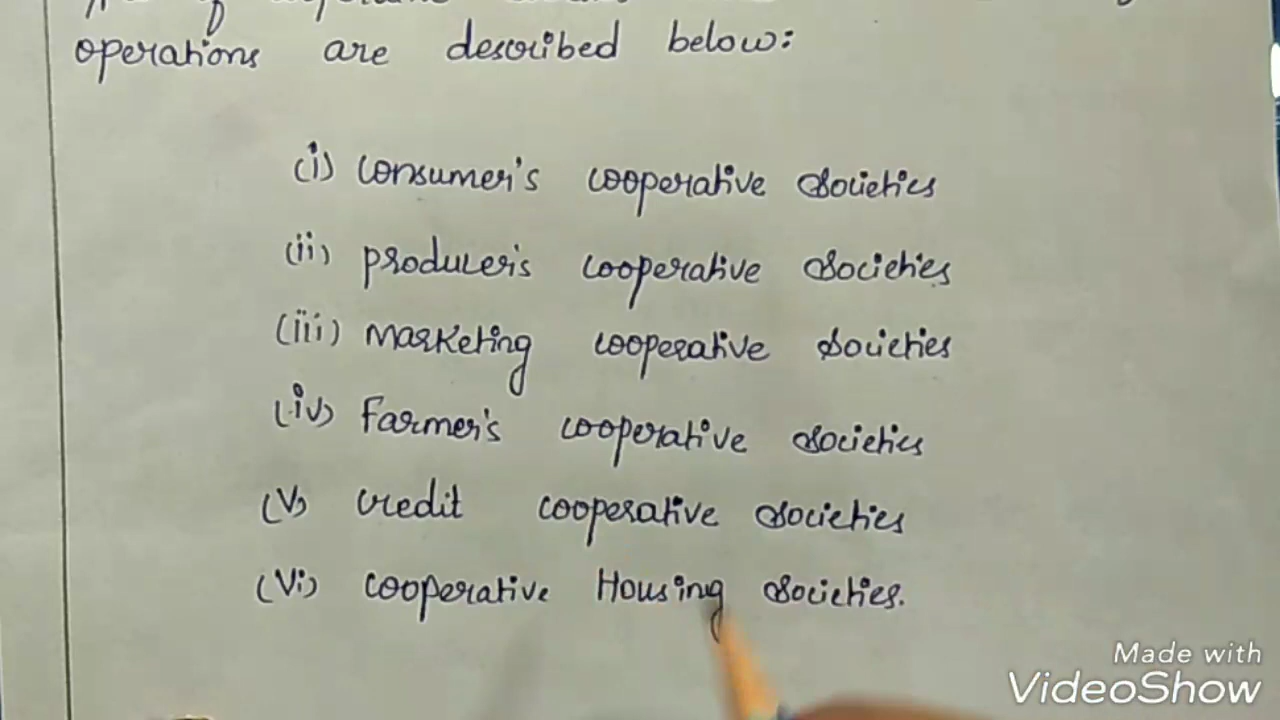 of
operations are described below:
(i) Consumer's cooperative Societies
(ii) producer's cooperative Societies
(iii) Marketing cooperative Societies
(iv) Farmer's cooperative Societies
(V) Credit cooperative Societies
(Vi) cooperative Housing Societies.
Made with
VideoShow